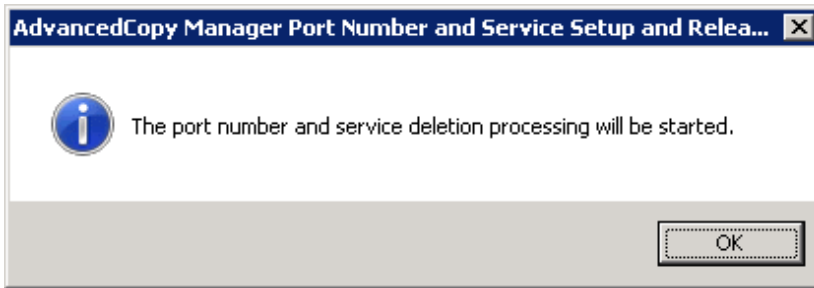 AdvancedCopy Manager Port Number and Service Setup and Relea...
The port number and service deletion processing will be started.
OK